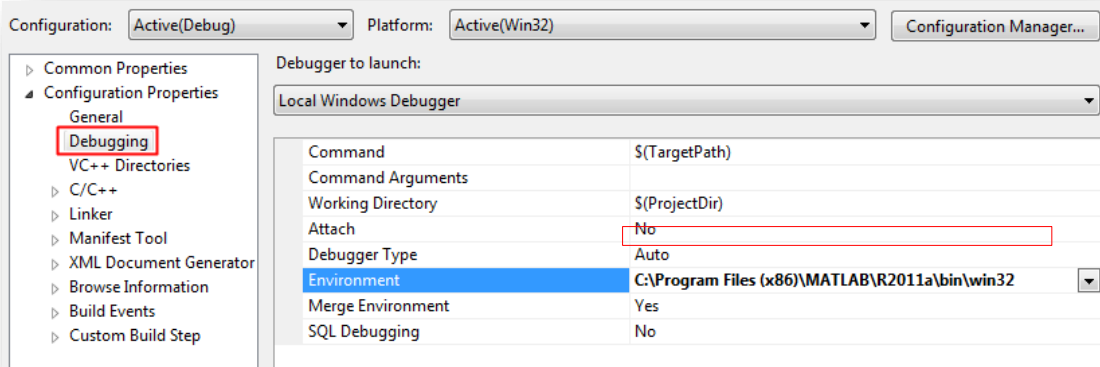 Configuration: Active(Debug) Platform: Active(Win32) Configuration Manager...
Common Properties
Configuration Properties
General
Debugging
VC++ Directories
C/C++
Linker
Manifest Tool
XML Document Generator
Browse Information
Build Events
Custom Build Step
Debugger to launch:
Local Windows Debugger
Command $(TargetPath)
Command Arguments
Working Directory $(ProjectDir)
Attach No
Debugger Type Auto
Environment C:\Program Files (x86)\MATLAB\R2011a\bin\win32
Merge Environment Yes
SQL Debugging No